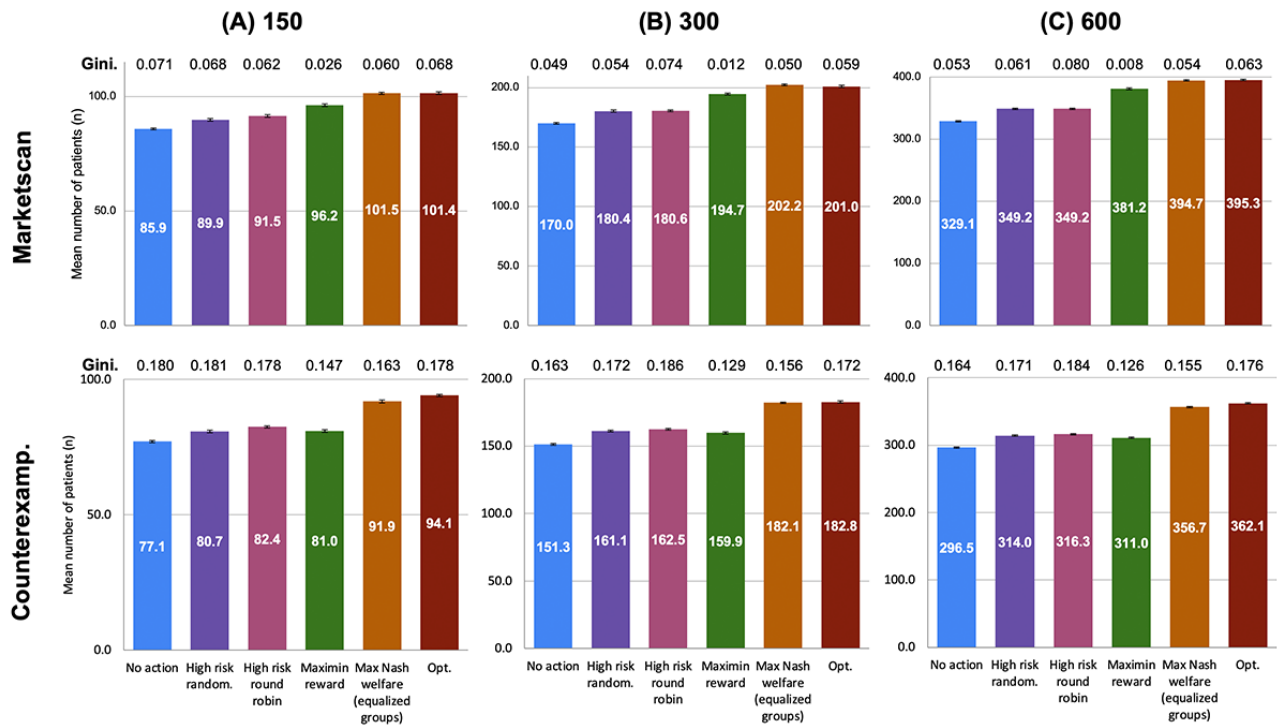 (A) 150
(B) 300
(C) 600
Marketscan
Gini. 0.071 0.068 0.062 0.026 0.060 0.068
Mean number of patients (n)
100.0
50.0
0.0
85.9 89.9 91.5 96.2 101.5 101.4
0.049 0.054 0.074 0.012 0.050 0.059
200.0
150.0
100.0
50.0
0.0
170.0 180.4 180.6 194.7 202.2 201.0
0.053 0.061 0.080 0.008 0.054 0.063
400.0
300.0
200.0
100.0
0.0
329.1 349.2 349.2 381.2 394.7 395.3
Counterexamp.
Gini. 0.180 0.181 0.178 0.147 0.163 0.178
Mean number of patients (n)
100.0
50.0
0.0
77.1 80.7 82.4 81.0 91.9 94.1
No action
High risk
random.
High risk
round
robin
Maximin
reward
Max Nash
welfare
(equalized
groups)
Opt.
0.163 0.172 0.186 0.129 0.156 0.172
200.0
150.0
100.0
50.0
0.0
151.3 161.1 162.5 159.9 182.1 182.8
No action
High risk
random.
High risk
round
robin
Maximin
reward
Max Nash
welfare
(equalized
groups)
Opt.
0.164 0.171 0.184 0.126 0.155 0.176
400.0
300.0
200.0
100.0
0.0
296.5 314.0 316.3 311.0 356.7 362.1
No action
High risk
random.
High risk
round
robin
Maximin
reward
Max Nash
welfare
(equalized
groups)
Opt.